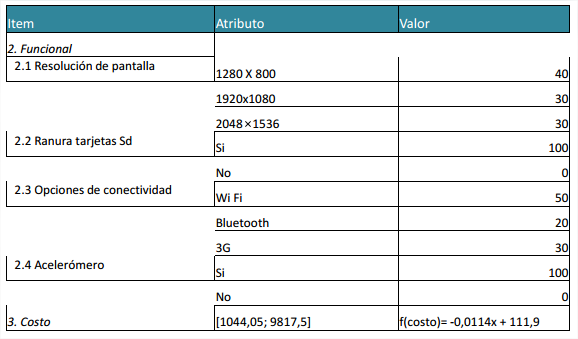 Item Atributo Valor
2. Funcional
2.1 Resolución de pantalla 1280 X 800 40
1920x1080 30
2048×1536 30
2.2 Ranura tarjetas Sd Si 100
No 0
2.3 Opciones de conectividad Wi Fi 50
Bluetooth 20
3G 30
2.4 Acelerómero Si 100
No 0
3. Costo [1044,05; 9817,5] f(costo)= -0,0114x + 111,9